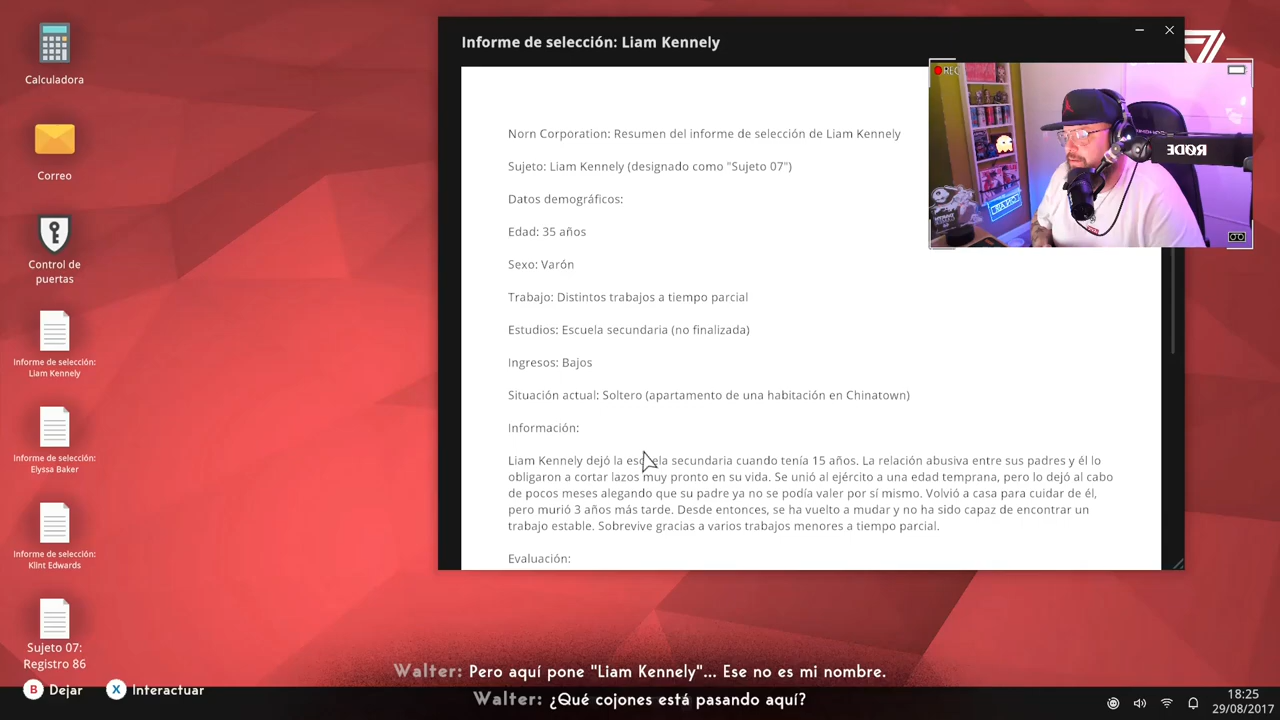 Informe de selección: Liam Kennely
Calculadora
Correo
Control de
puertas
Informe de selección:
Liam Kennely
Informe de selección:
Elyssa Baker
Informe de selección:
Klint Edwards
Sujeto 07:
Registro 86
REC
RØDE
Norn Corporation: Resumen del informe de selección de Liam Kennely
Sujeto: Liam Kennely (designado como "Sujeto 07")
Datos demográficos:
Edad: 35 años
Sexo: Varón
Trabajo: Distintos trabajos a tiempo parcial
Estudios: Escuela secundaria (no finalizada)
Ingresos: Bajos
Situación actual: Soltero (apartamento de una habitación en Chinatown)
Información:
Liam Kennely dejó la escuela secundaria cuando tenía 15 años. La relación abusiva entre sus padres y él lo
obligaron a cortar lazos muy pronto en su vida. Se unió al ejército a una edad temprana, pero lo dejó al cabo
de pocos meses alegando que su padre ya no se podía valer por sí mismo. Volvió a casa para cuidar de él,
pero murió 3 años más tarde. Desde entonces, se ha vuelto a mudar y no ha sido capaz de encontrar un
trabajo estable. Sobrevive gracias a varios trabajos menores a tiempo parcial.
Evaluación:
Walter: Pero aquí pone "Liam Kennely"... Ese no es mi nombre.
Walter: ¿Qué cojones está pasando aquí?
B Dejar
X Interactuar
18:25
29/08/2017